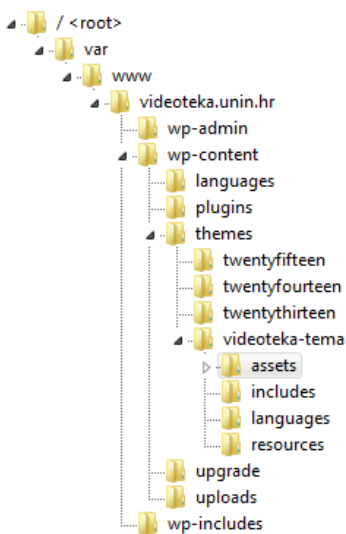 / <root>
var
www
videoteka.unin.hr
wp-admin
wp-content
languages
plugins
themes
twentyfifteen
twentyfourteen
twentythirteen
videoteka-tema
assets
includes
languages
resources
upgrade
uploads
wp-includes